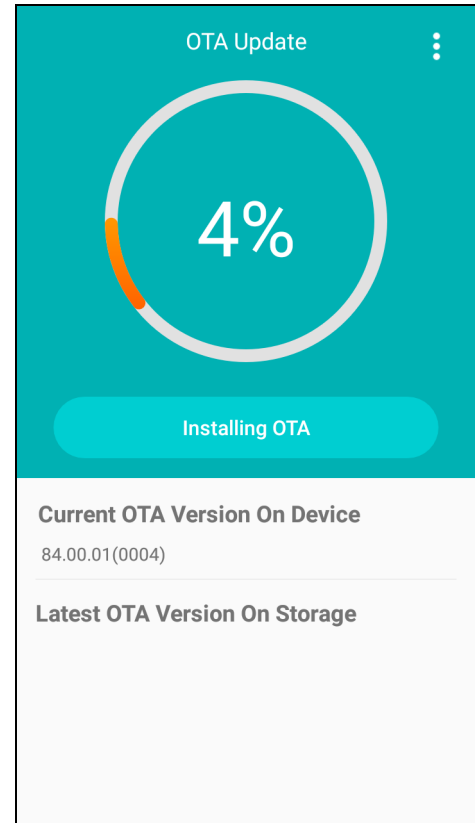 OTA Update
4%
Installing OTA
Current OTA Version On Device
84.00.01(0004)
Latest OTA Version On Storage